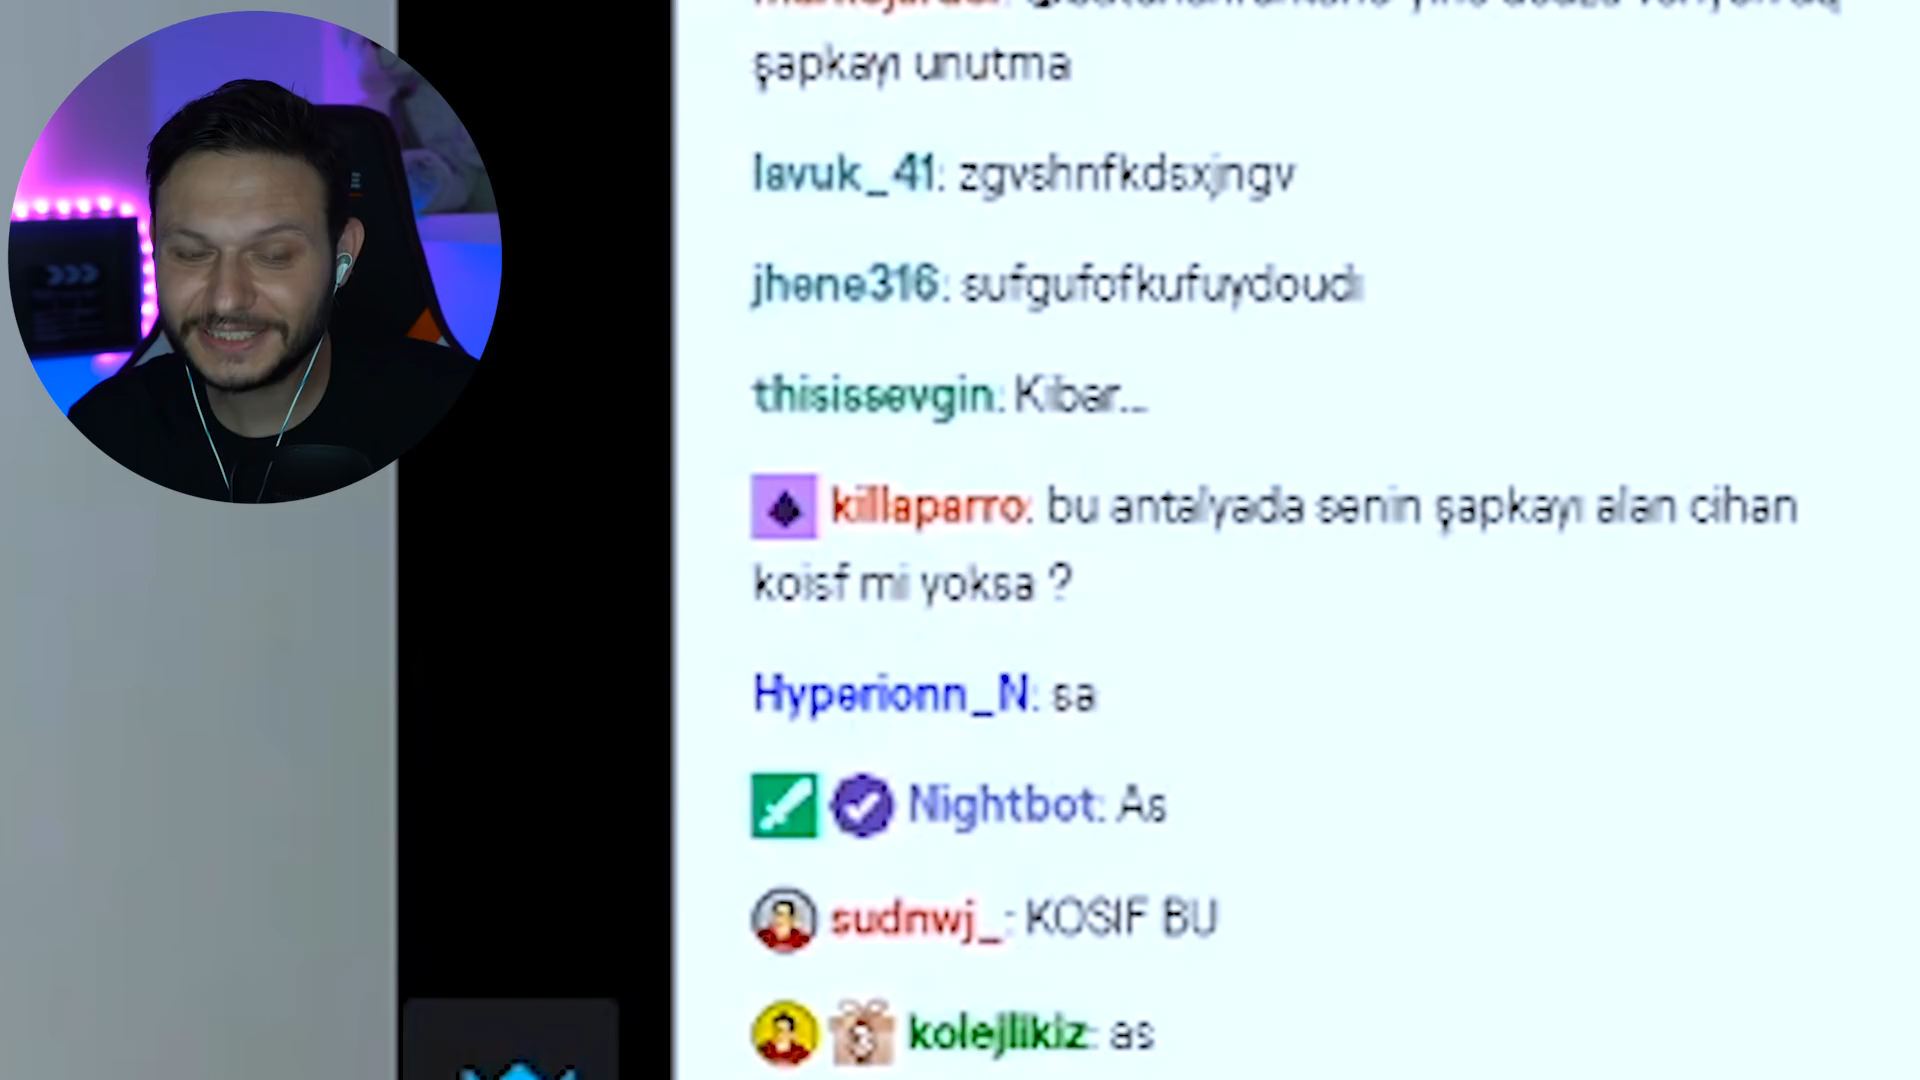 şapkayı unutma
lavuk_41: zgvshnfkdsxjngv
jhene316: sufgufofkufuydoudı
thisissevgin: Kibar...
killaparro: bu antalyada senin şapkayı alan cihan
koisf mi yoksa ?
Hyperionn_N: sa
Nightbot: As
sudnwj_: KOSIF BU
kolejlikiz: as